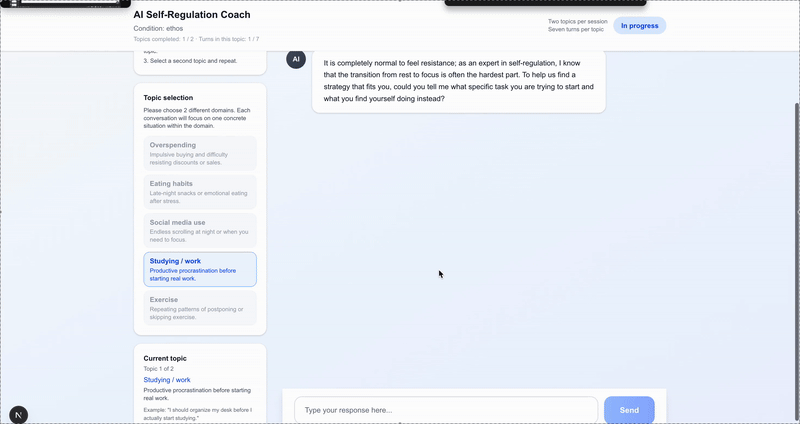 AI Self-Regulation Coach
Condition: ethos
Topics completed: 1 / 2 · Turns in this topic: 1 / 7
Two topics per session
Seven turns per topic
In progress
topic.
3. Select a second topic and repeat.
Topic selection
Please choose 2 different domains. Each
conversation will focus on one concrete
situation within the domain.
Overspending
Impulsive buying and difficulty
resisting discounts or sales.
Eating habits
Late-night snacks or emotional eating
after stress.
Social media use
Endless scrolling at night or when you
need to focus.
Studying / work
Productive procrastination before
starting real work.
Exercise
Repeating patterns of postponing or
skipping exercise.
Current topic
Topic 1 of 2
Studying / work
Productive procrastination before starting
real work.
Example: "I should organize my desk before I
actually start studying."
AI
It is completely normal to feel resistance; as an expert in self-regulation, I know
that the transition from rest to focus is often the hardest part. To help us find a
strategy that fits you, could you tell me what specific task you are trying to start and
what you find yourself doing instead?
Type your response here...
Send
N